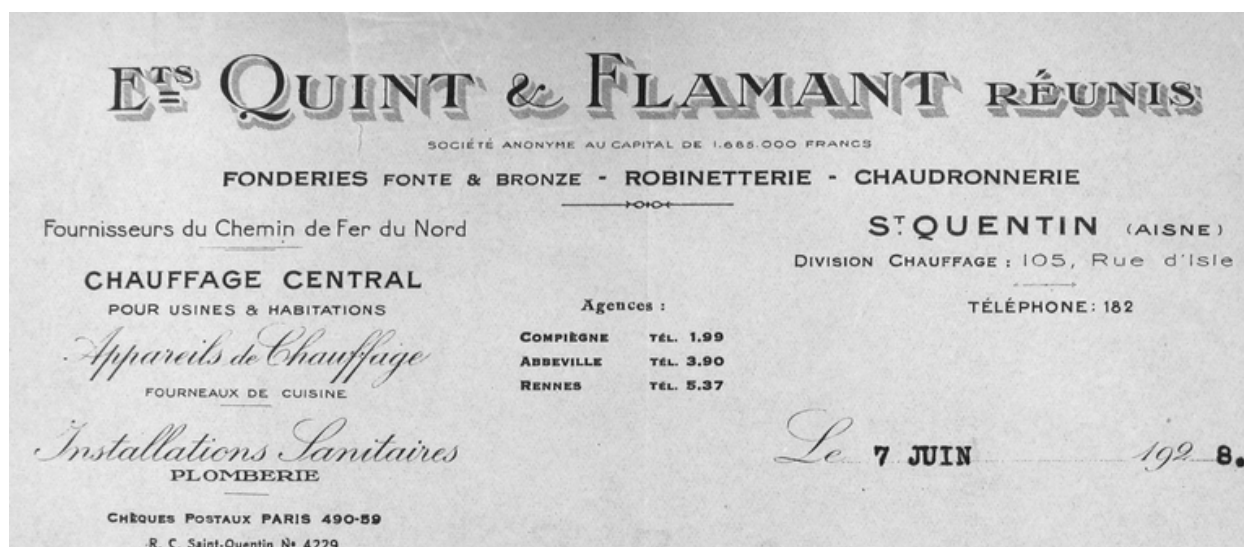 ETS QUINT & FLAMANT RÉUNIS
SOCIÉTÉ ANONYME AU CAPITAL DE 1.685.000 FRANCS
FONDERIES FONTE & BRONZE - ROBINETTERIE - CHAUDRONNERIE
Fournisseurs du Chemin de Fer du Nord
CHAUFFAGE CENTRAL
POUR USINES & HABITATIONS
Appareils de Chauffage
FOURNEAUX DE CUISINE
Installations Sanitaires
PLOMBERIE
CHÈQUES POSTAUX PARIS 490-59
R. C. Saint-Quentin No 4229
Agences :
COMPIÈGNE TÉL. 1.99
ABBEVILLE TÉL. 3.90
RENNES TÉL. 5.37
ST QUENTIN (AISNE)
DIVISION CHAUFFAGE : 105, Rue d'Isle
TÉLÉPHONE: 182
Le 7 JUIN 1928.